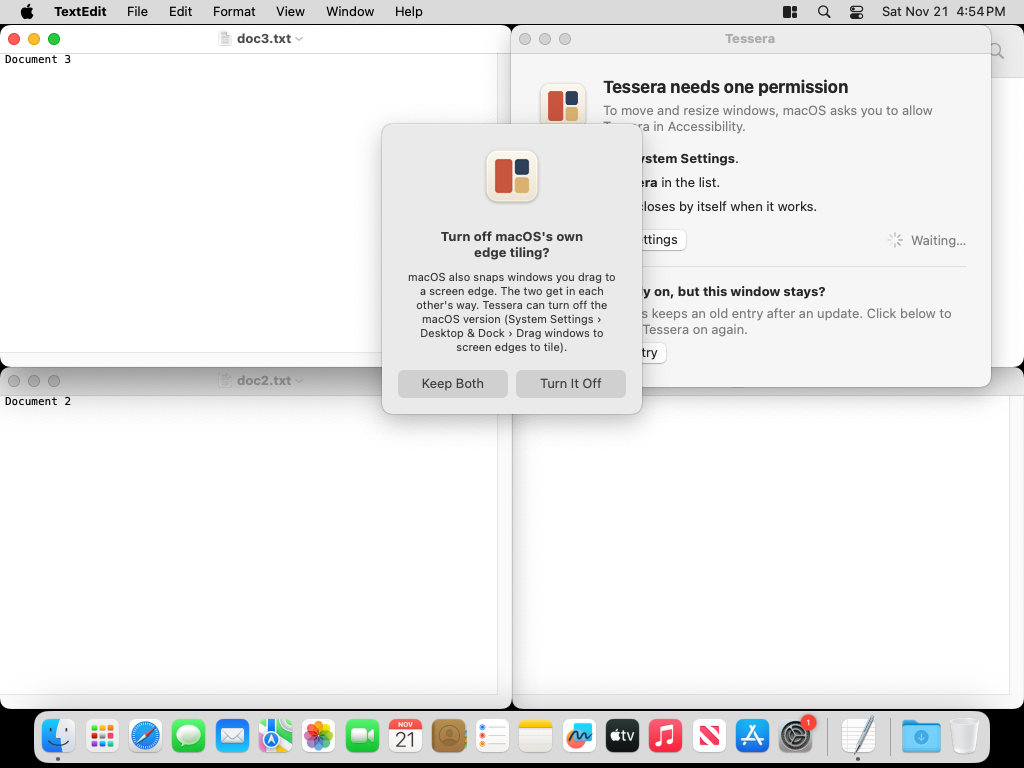 TextEdit File Edit Format View Window Help Sat Nov 21 4:54 PM
doc3.txt
Document 3
Tessera
Tessera needs one permission
To move and resize windows, macOS asks you to allow
in Accessibility.
System Settings.
in the list.
closes by itself when it works.
Waiting...
on, but this window stays?
keeps an old entry after an update. Click below to
Tessera on again.
Turn off macOS's own
edge tiling?
macOS also snaps windows you drag to
a screen edge. The two get in each
other's way. Tessera can turn off the
macOS version (System Settings ›
Desktop & Dock › Drag windows to
screen edges to tile).
Keep Both Turn It Off
doc2.txt
Document 2
NOV
21
tv
1